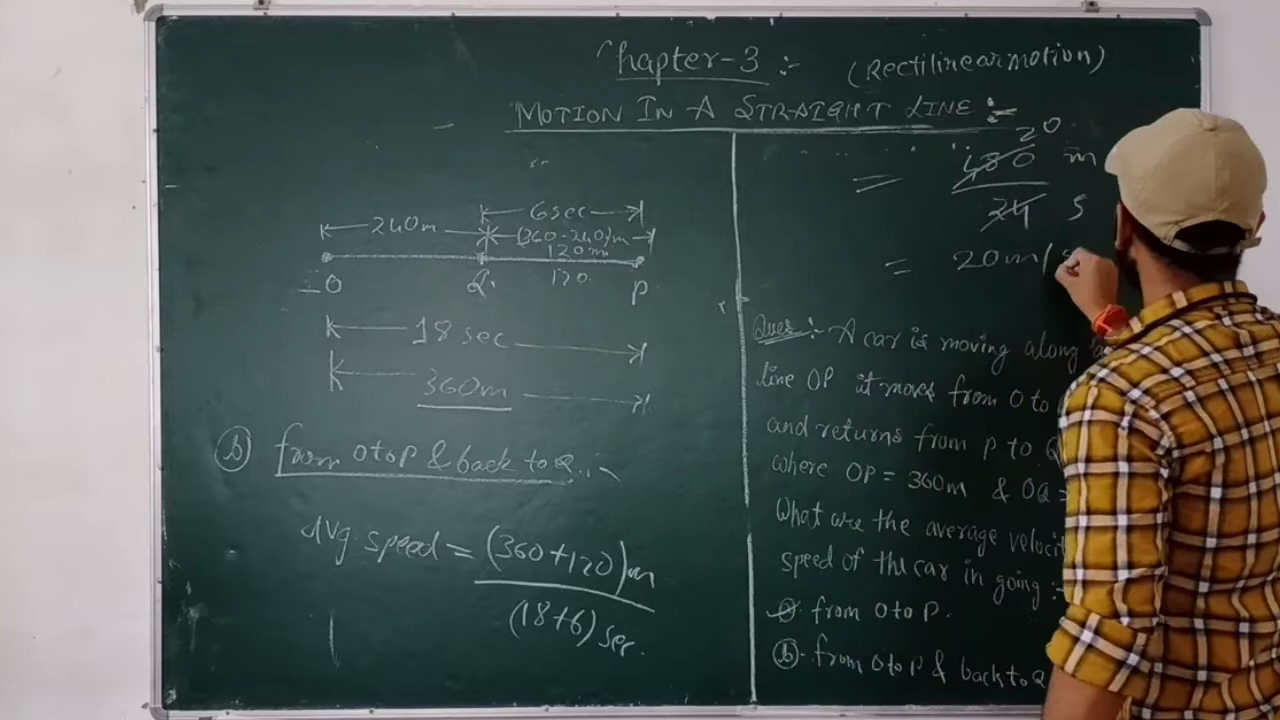 Chapter-3 :-
(Rectilinear motion)
MOTION IN A STRAIGHT LINE :-
6sec
240m
(360-240)m
120m
O
Q.
120.
P
18 sec
360m
(b) from O to P & back to Q :-
Avg. speed = (360+120)m
(18+6) sec.
20
= 480 m
24 s
= 20m/
Ques :- A car is moving along
line OP it moves from O to
and returns from P to Q
where OP = 360m & OQ =
What are the average velocit
speed of the car in going :-
from O to P.
(b). from O to P & back to Q